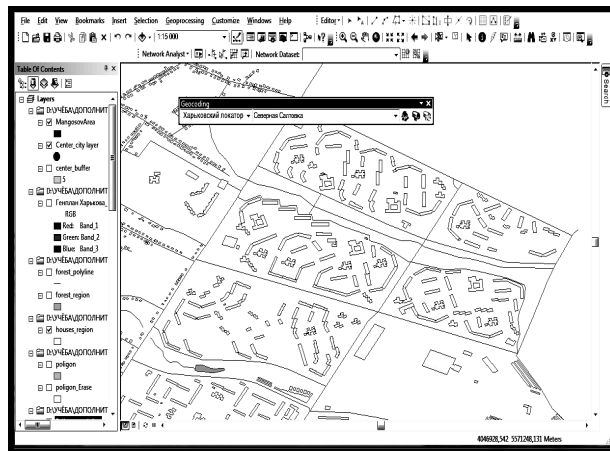 File Edit View Bookmarks Insert Selection Geoprocessing Customize Windows Help
Editor
1:15 000
Network Analyst
Network Dataset:
Table Of Contents
Geocoding
Харьковский локатор
Северная Салтовка
Search
Layers
D:\УЧЁБА\ДОПОЛНИТ
MangosovArea
Center_city layer
center_buffer
5
D:\УЧЁБА\ДОПОЛНИТ
Генплан Харькова_
RGB
Red: Band_1
Green: Band_2
Blue: Band_3
D:\УЧЁБА\ДОПОЛНИТ
forest_polyline
forest_region
D:\УЧЁБА\ДОПОЛНИТ
houses_region
D:\УЧЁБА\ДОПОЛНИТ
poligon
poligon_Erase
D:\УЧЁБА\ДОПОЛНИТ
4046928,542 5571248,131 Meters